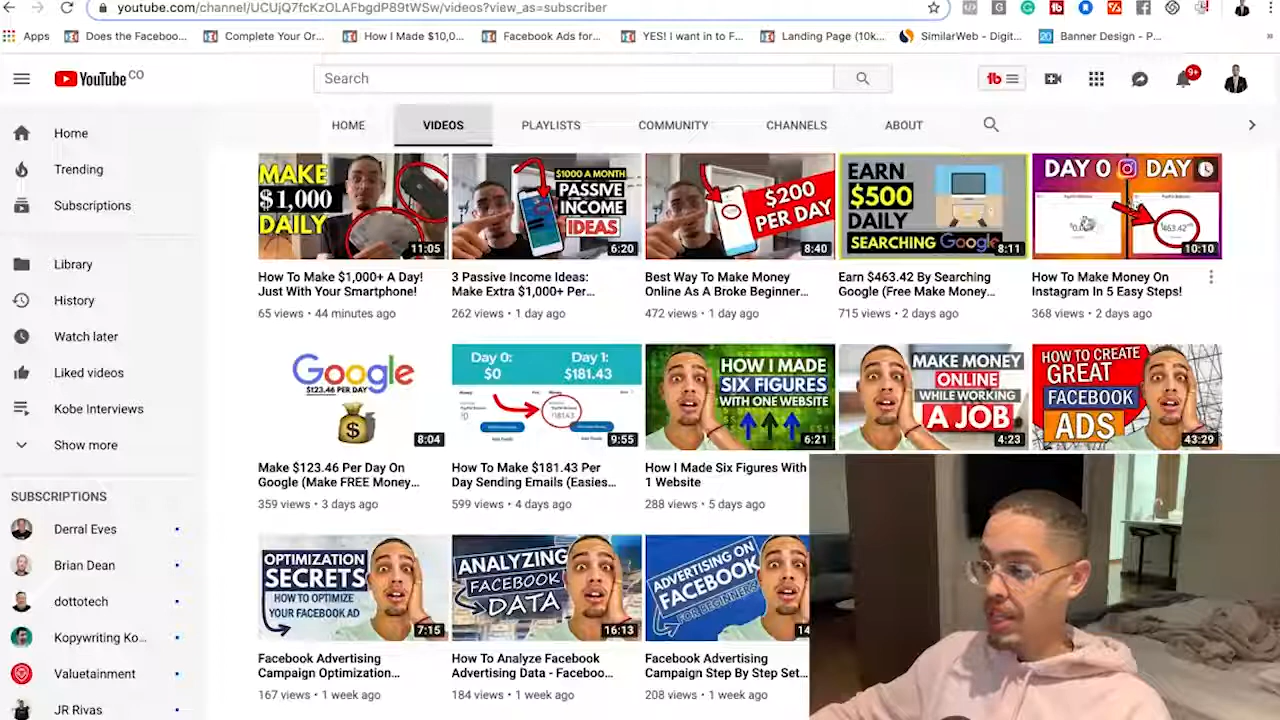 youtube.com/channel/UCUjQ7fcKzOLAFbgdP89tWSw/videos?view_as=subscriber
Apps
Does the Faceboo...
Complete Your Or...
How I Made $10,0...
Facebook Ads for...
YES! I want in to F...
Landing Page (10k...
SimilarWeb - Digit...
Banner Design - P...
YouTube CO
Search
9+
HOME
VIDEOS
PLAYLISTS
COMMUNITY
CHANNELS
ABOUT
Home
Trending
Subscriptions
Library
History
Watch later
Liked videos
Kobe Interviews
Show more
SUBSCRIPTIONS
Derral Eves
Brian Dean
dottotech
Kopywriting Ko...
Valuetainment
JR Rivas
MAKE
$1,000
DAILY
11:05
How To Make $1,000+ A Day!
Just With Your Smartphone!
65 views • 44 minutes ago
$1000 A MONTH
PASSIVE
INCOME
IDEAS
6:20
3 Passive Income Ideas:
Make Extra $1,000+ Per...
262 views • 1 day ago
$200
PER DAY
8:40
Best Way To Make Money
Online As A Broke Beginner...
472 views • 1 day ago
EARN
$500
DAILY
SEARCHING Google
8:11
Earn $463.42 By Searching
Google (Free Make Money...
715 views • 2 days ago
DAY 0 DAY
$463.42
10:10
How To Make Money On
Instagram In 5 Easy Steps!
368 views • 2 days ago
Google
$123.46 PER DAY
8:04
Make $123.46 Per Day On
Google (Make FREE Money...
359 views • 3 days ago
Day 0: Day 1:
$0 $181.43
9:55
How To Make $181.43 Per
Day Sending Emails (Easies...
599 views • 4 days ago
HOW I MADE
SIX FIGURES
WITH ONE WEBSITE
6:21
How I Made Six Figures With
1 Website
288 views • 5 days ago
MAKE MONEY
ONLINE
WHILE WORKING
A JOB
4:23
HOW TO CREATE
GREAT
FACEBOOK
ADS
43:29
OPTIMIZATION
SECRETS
HOW TO OPTIMIZE
YOUR FACEBOOK AD
7:15
Facebook Advertising
Campaign Optimization...
167 views • 1 week ago
ANALYZING
FACEBOOK
DATA
16:13
How To Analyze Facebook
Advertising Data - Faceboo...
184 views • 1 week ago
ADVERTISING ON
FACEBOOK
FOR BEGINNERS
14
Facebook Advertising
Campaign Step By Step Set...
208 views • 1 week ago